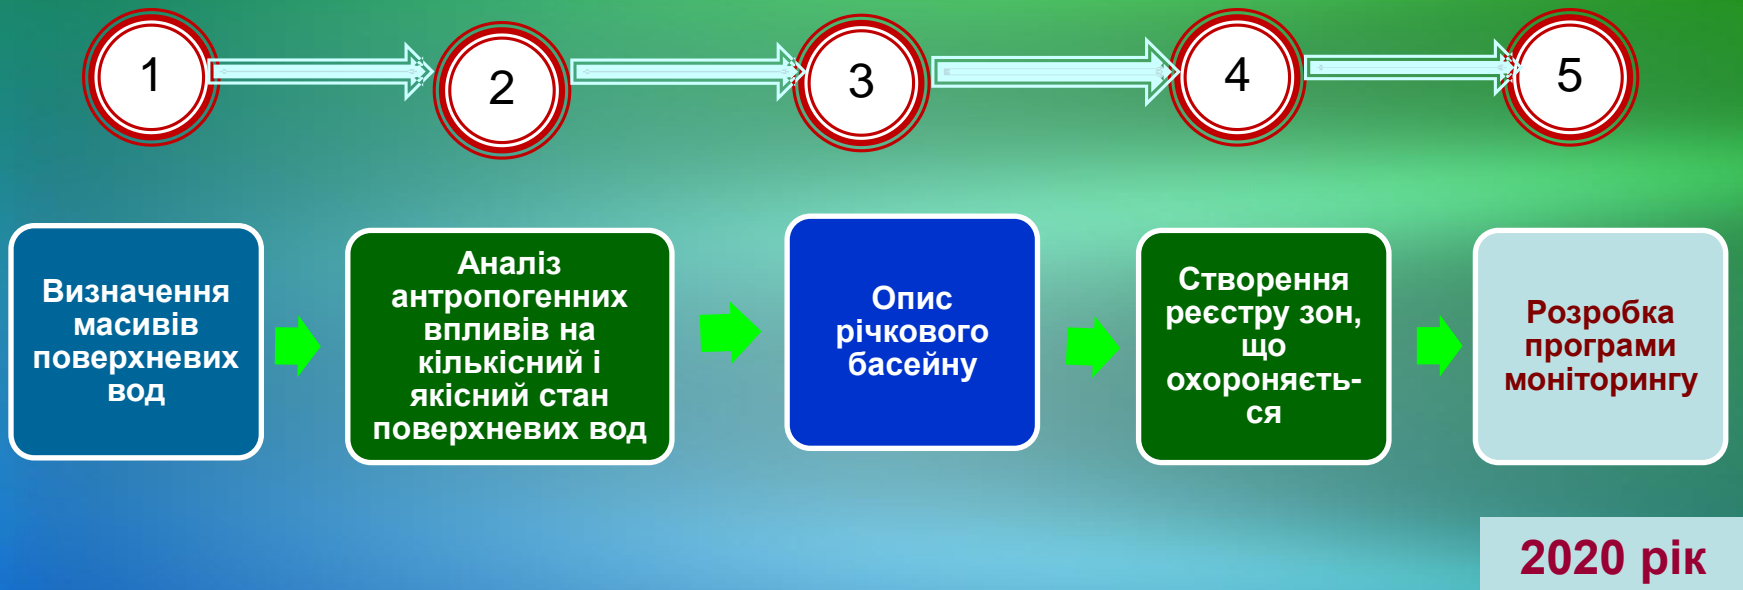 1
2
3
4
5
Визначення
масивів
поверхневих
вод
Аналіз
антропогенних
впливів на
кількісний і
якісний стан
поверхневих вод
Опис
річкового
басейну
Створення
реєстру зон,
що
охороняєть-
ся
Розробка
програми
моніторингу
2020 рік